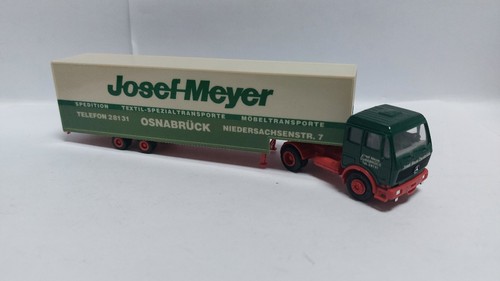 Josef Meyer
SPEDITION TEXTIL-SPEZIALTRANSPORTE MÖBELTRANSPORTE
TELEFON 28131 OSNABRÜCK NIEDERSACHSENSTR. 7